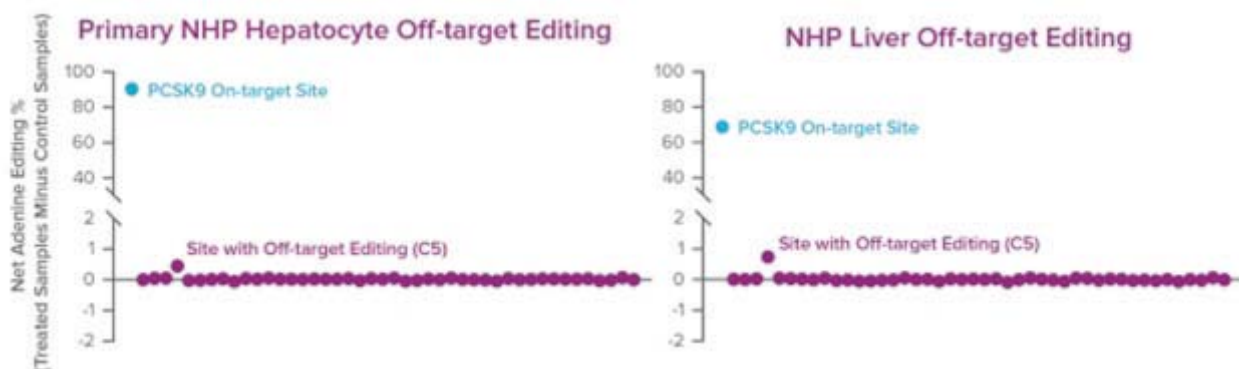 Primary NHP Hepatocyte Off-target Editing
Net Adenine Editing %
(Treated Samples Minus Control Samples)
100
80
60
40
2
1
0
-1
-2
PCSK9 On-target Site
Site with Off-target Editing (C5)
NHP Liver Off-target Editing
100
80
60
40
2
1
0
-1
-2
PCSK9 On-target Site
Site with Off-target Editing (C5)